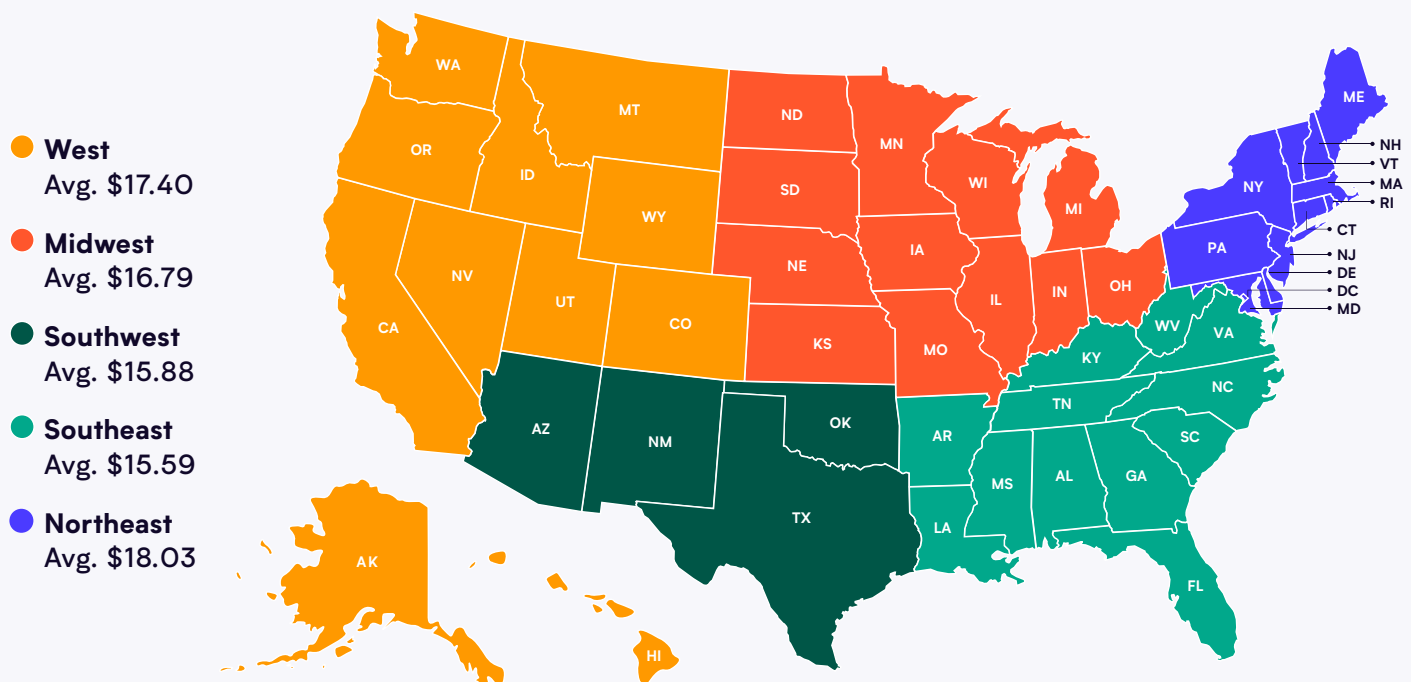 West
Avg. $17.40
Midwest
Avg. $16.79
Southwest
Avg. $15.88
Southeast
Avg. $15.59
Northeast
Avg. $18.03
WA
OR
ID
MT
WY
NV
UT
CO
CA
AK
HI
ND
SD
NE
KS
MN
IA
MO
WI
IL
MI
IN
OH
AZ
NM
OK
TX
AR
LA
MS
AL
GA
FL
SC
NC
TN
KY
WV
VA
PA
NY
ME
NH
VT
MA
RI
CT
NJ
DE
DC
MD